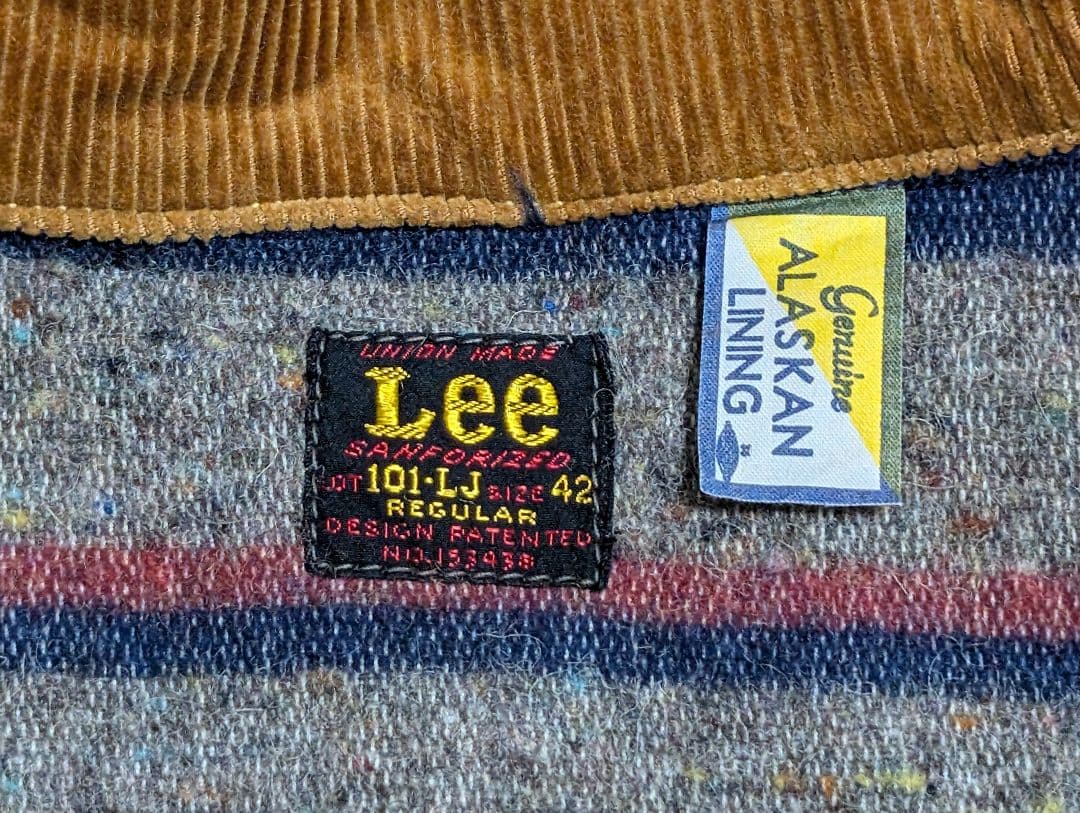 UNION MADE
Lee
SANFORIZED
LOT 101·LJ SIZE 42
REGULAR
DESIGN PATENTED
NO.153438
Genuine
ALASKAN
LINING